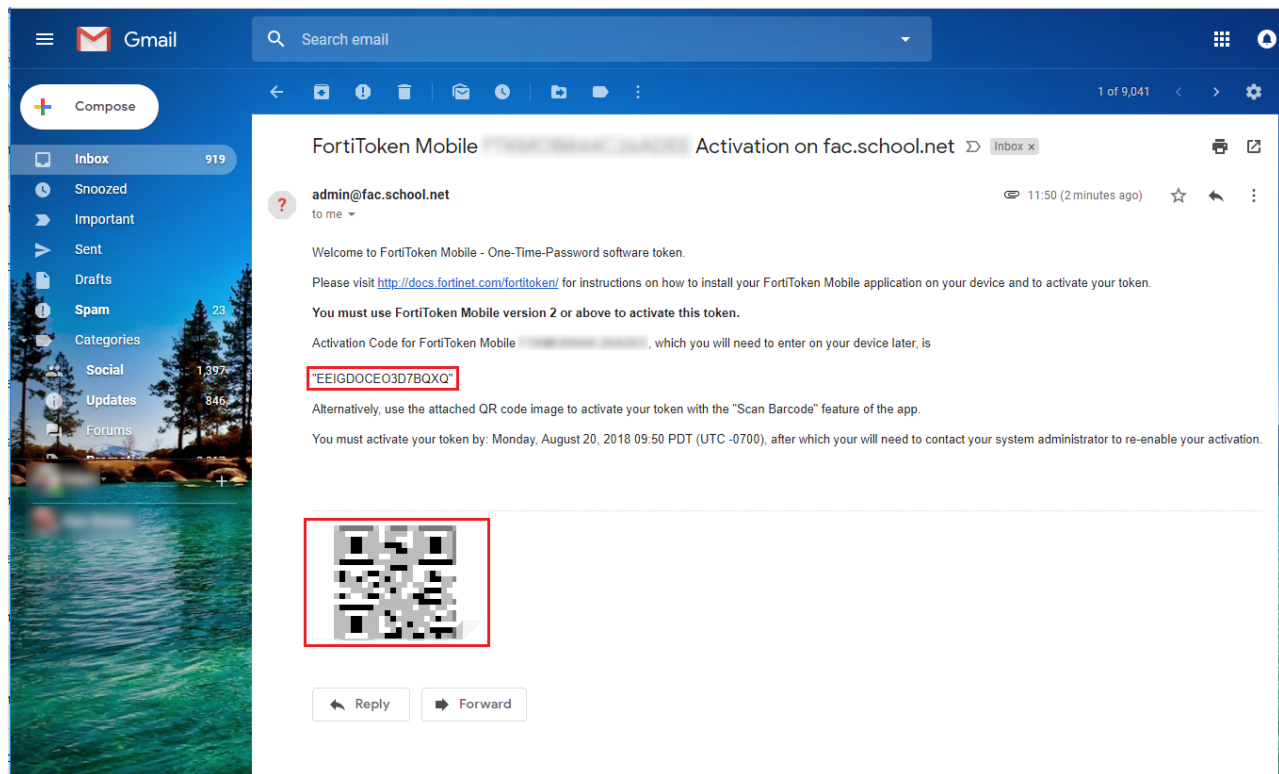 Gmail
Search email
Compose
1 of 9,041
Inbox 919
Snoozed
Important
Sent
Drafts
Spam 23
Categories
Social 1,397
Updates 846
Forums
Promotions
FortiToken Mobile Activation on fac.school.net Inbox x
admin@fac.school.net 11:50 (2 minutes ago)
to me
Welcome to FortiToken Mobile - One-Time-Password software token.
Please visit http://docs.fortinet.com/fortitoken/ for instructions on how to install your FortiToken Mobile application on your device and to activate your token.
You must use FortiToken Mobile version 2 or above to activate this token.
Activation Code for FortiToken Mobile , which you will need to enter on your device later, is
"EEIGDOCEO3D7BQXQ"
Alternatively, use the attached QR code image to activate your token with the "Scan Barcode" feature of the app.
You must activate your token by: Monday, August 20, 2018 09:50 PDT (UTC -0700), after which your will need to contact your system administrator to re-enable your activation.
Reply Forward